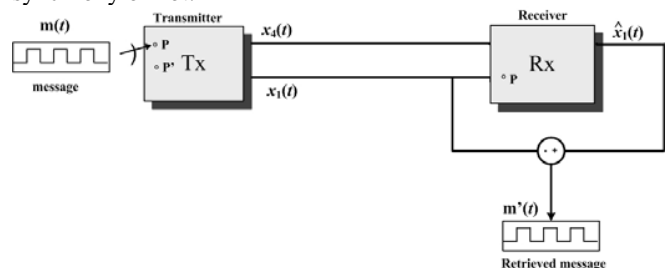 Transmitter
Receiver
m(t)
x₄(t)
x̂₁(t)
P
P'
Tx
Rx
P
message
x₁(t)
- +
m'(t)
Retrieved message